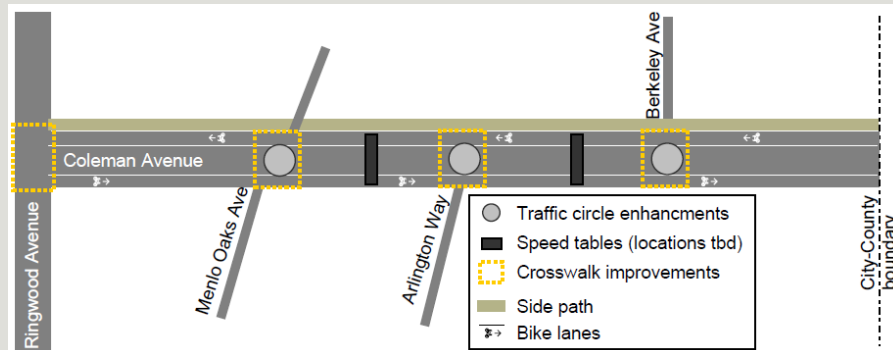 Berkeley Ave
Coleman Avenue
Ringwood Avenue
Menlo Oaks Ave
Arlington Way
City-County
boundary
Traffic circle enhancments
Speed tables (locations tbd)
Crosswalk improvements
Side path
Bike lanes